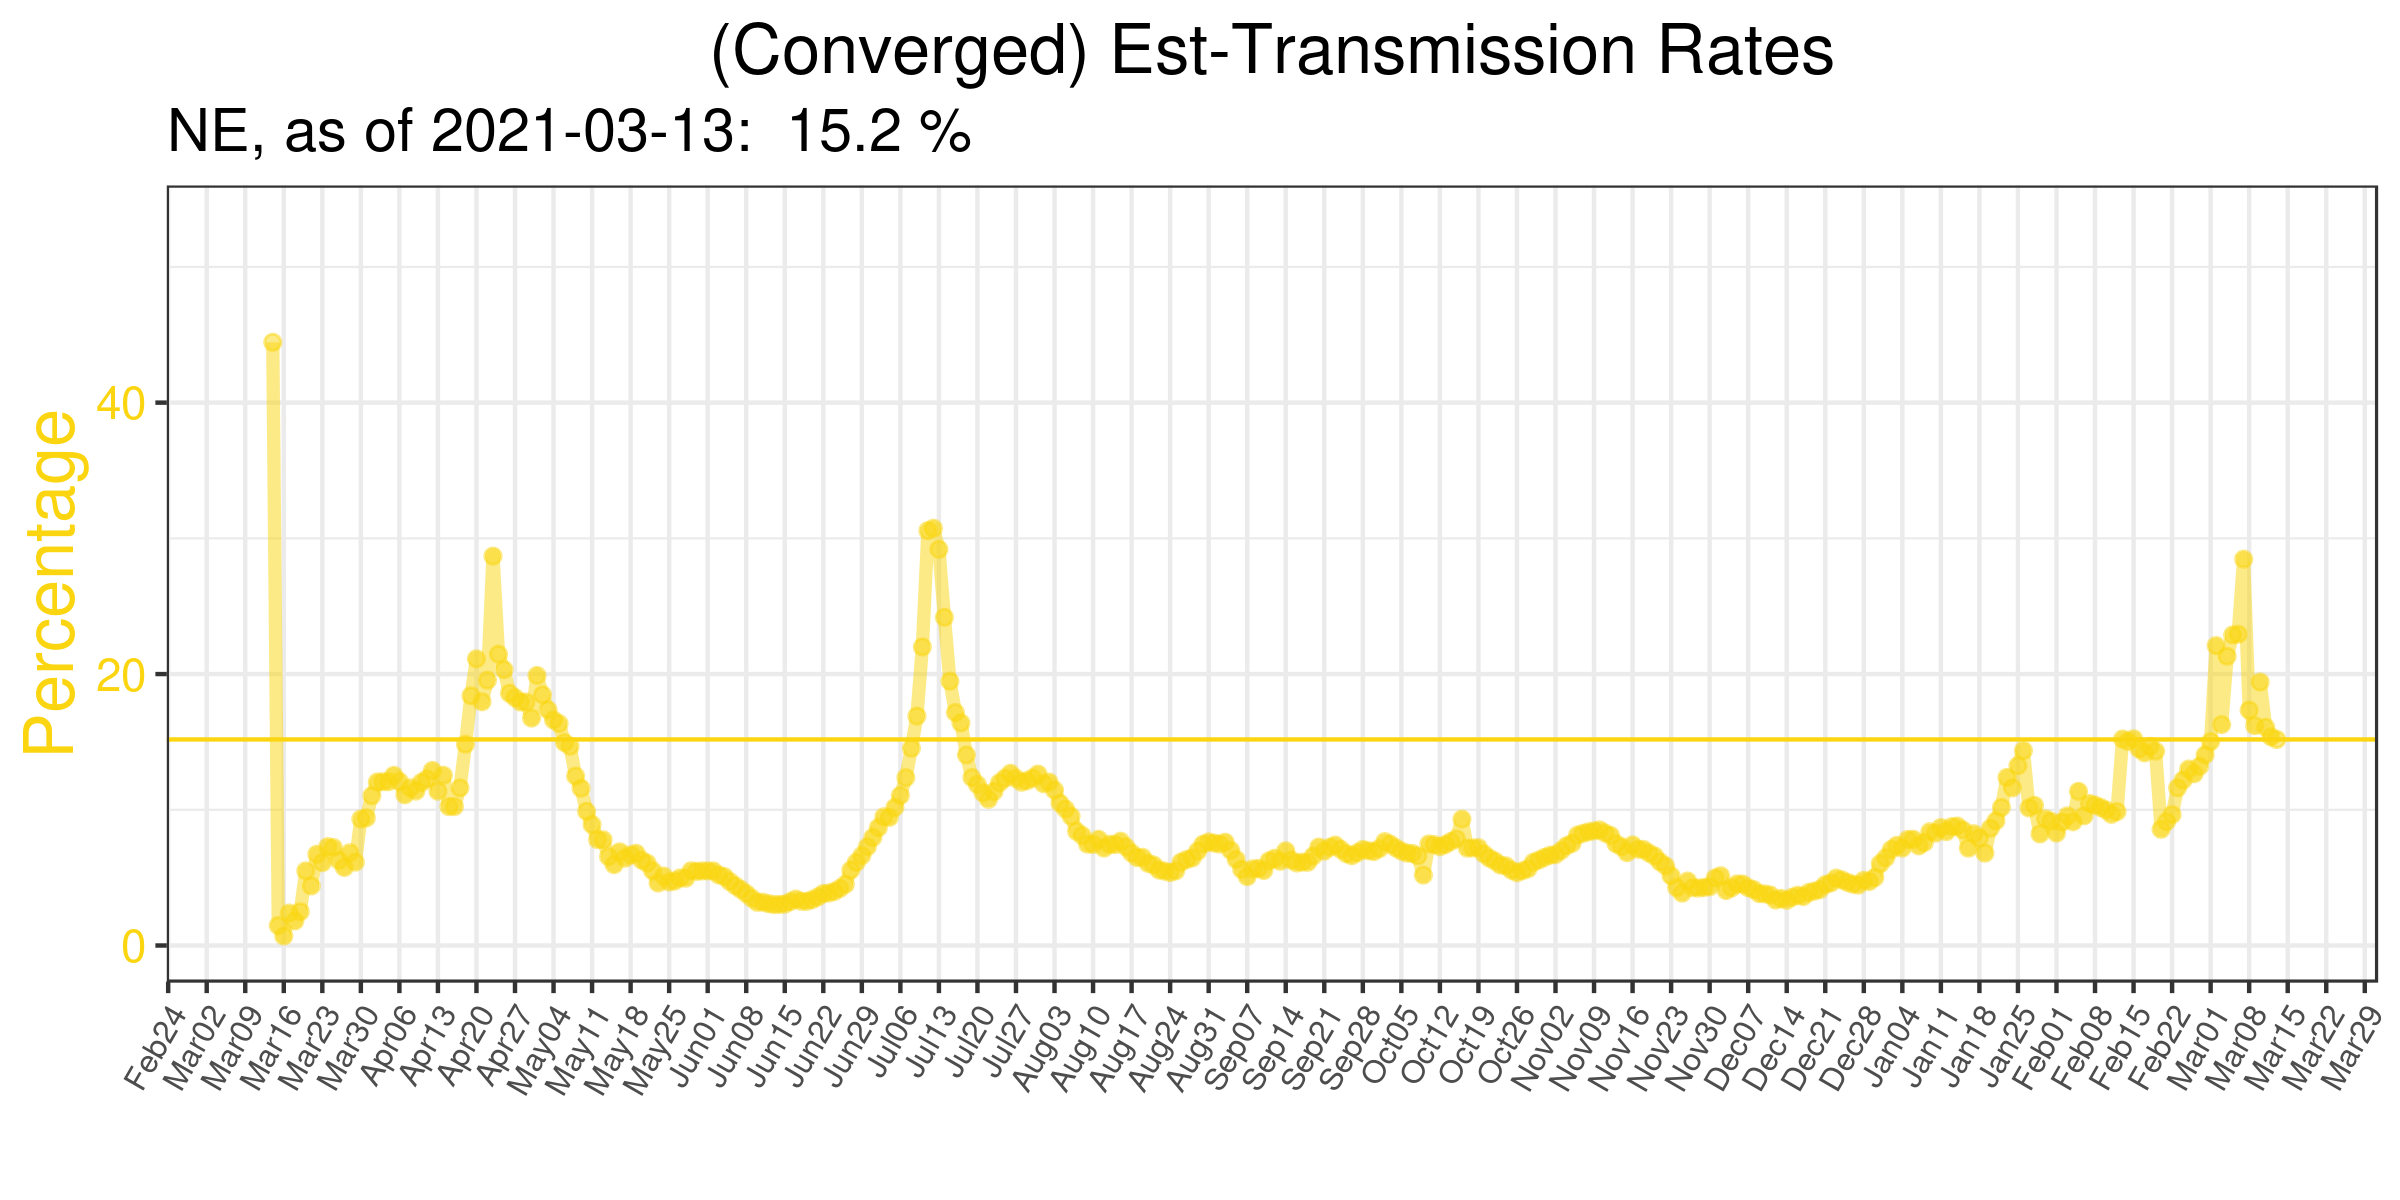 (Converged) Est-Transmission Rates
NE, as of 2021-03-13:  15.2 %
Percentage
40
20
0
Feb24
Mar02
Mar09
Mar16
Mar23
Mar30
Apr06
Apr13
Apr20
Apr27
May04
May11
May18
May25
Jun01
Jun08
Jun15
Jun22
Jun29
Jul06
Jul13
Jul20
Jul27
Aug03
Aug10
Aug17
Aug24
Aug31
Sep07
Sep14
Sep21
Sep28
Oct05
Oct12
Oct19
Oct26
Nov02
Nov09
Nov16
Nov23
Nov30
Dec07
Dec14
Dec21
Dec28
Jan04
Jan11
Jan18
Jan25
Feb01
Feb08
Feb15
Feb22
Mar01
Mar08
Mar15
Mar22
Mar29